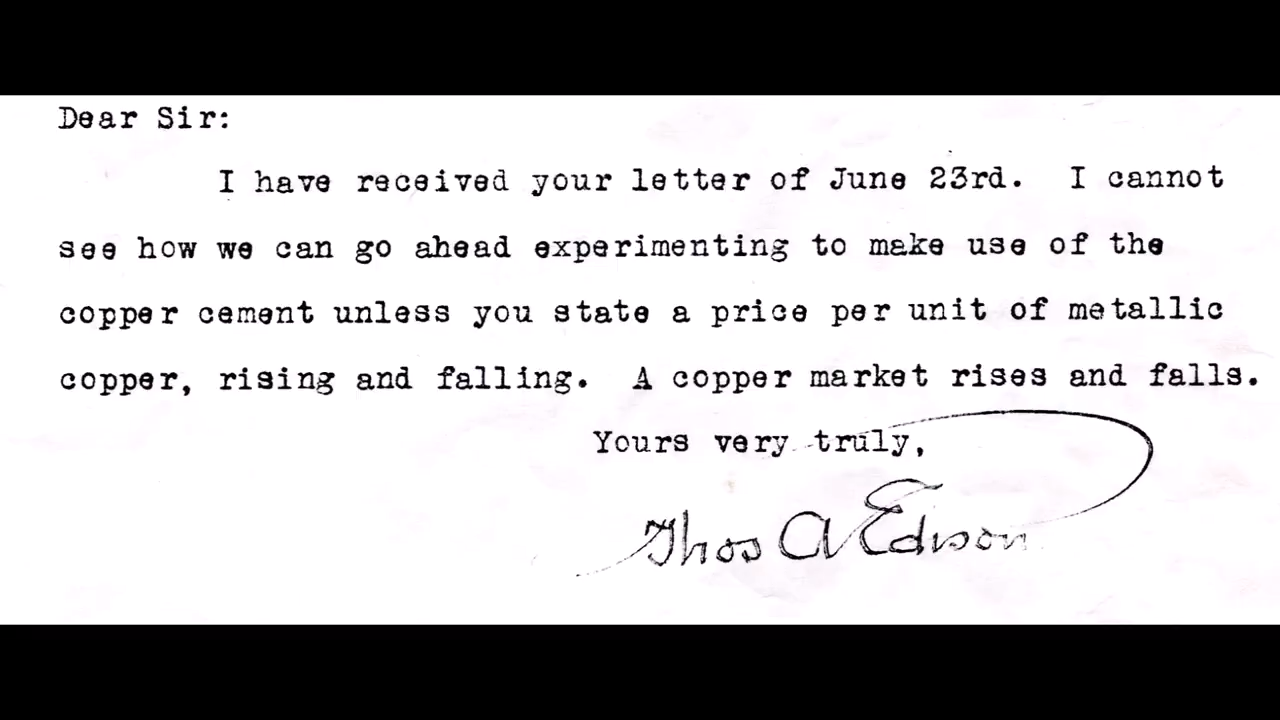 Dear Sir:
I have received your letter of June 23rd. I cannot
see how we can go ahead experimenting to make use of the
copper cement unless you state a price per unit of metallic
copper, rising and falling. A copper market rises and falls.
Yours very truly,
Thos A Edison